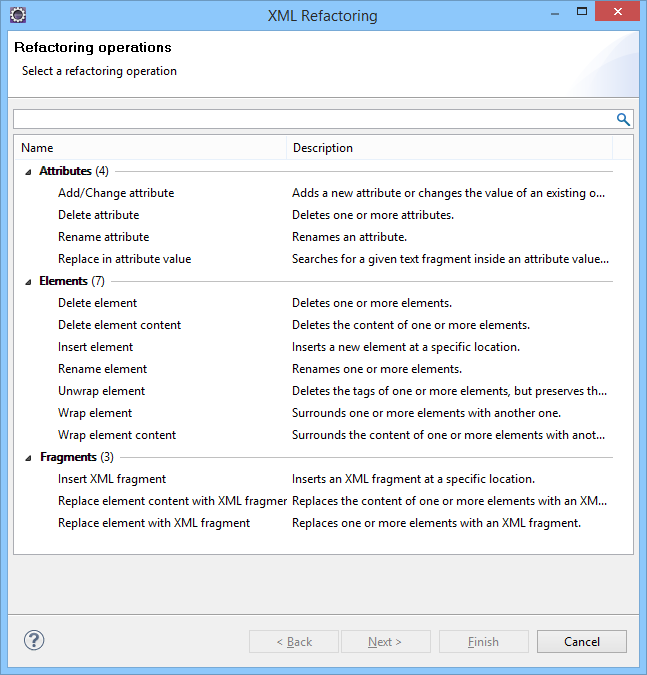 XML Refactoring
Refactoring operations
Select a refactoring operation
Name Description
Attributes (4)
Add/Change attribute Adds a new attribute or changes the value of an existing o...
Delete attribute Deletes one or more attributes.
Rename attribute Renames an attribute.
Replace in attribute value Searches for a given text fragment inside an attribute value...
Elements (7)
Delete element Deletes one or more elements.
Delete element content Deletes the content of one or more elements.
Insert element Inserts a new element at a specific location.
Rename element Renames one or more elements.
Unwrap element Deletes the tags of one or more elements, but preserves th...
Wrap element Surrounds one or more elements with another one.
Wrap element content Surrounds the content of one or more elements with anot...
Fragments (3)
Insert XML fragment Inserts an XML fragment at a specific location.
Replace element content with XML fragmer Replaces the content of one or more elements with an XM...
Replace element with XML fragment Replaces one or more elements with an XML fragment.
? < Back Next > Finish Cancel